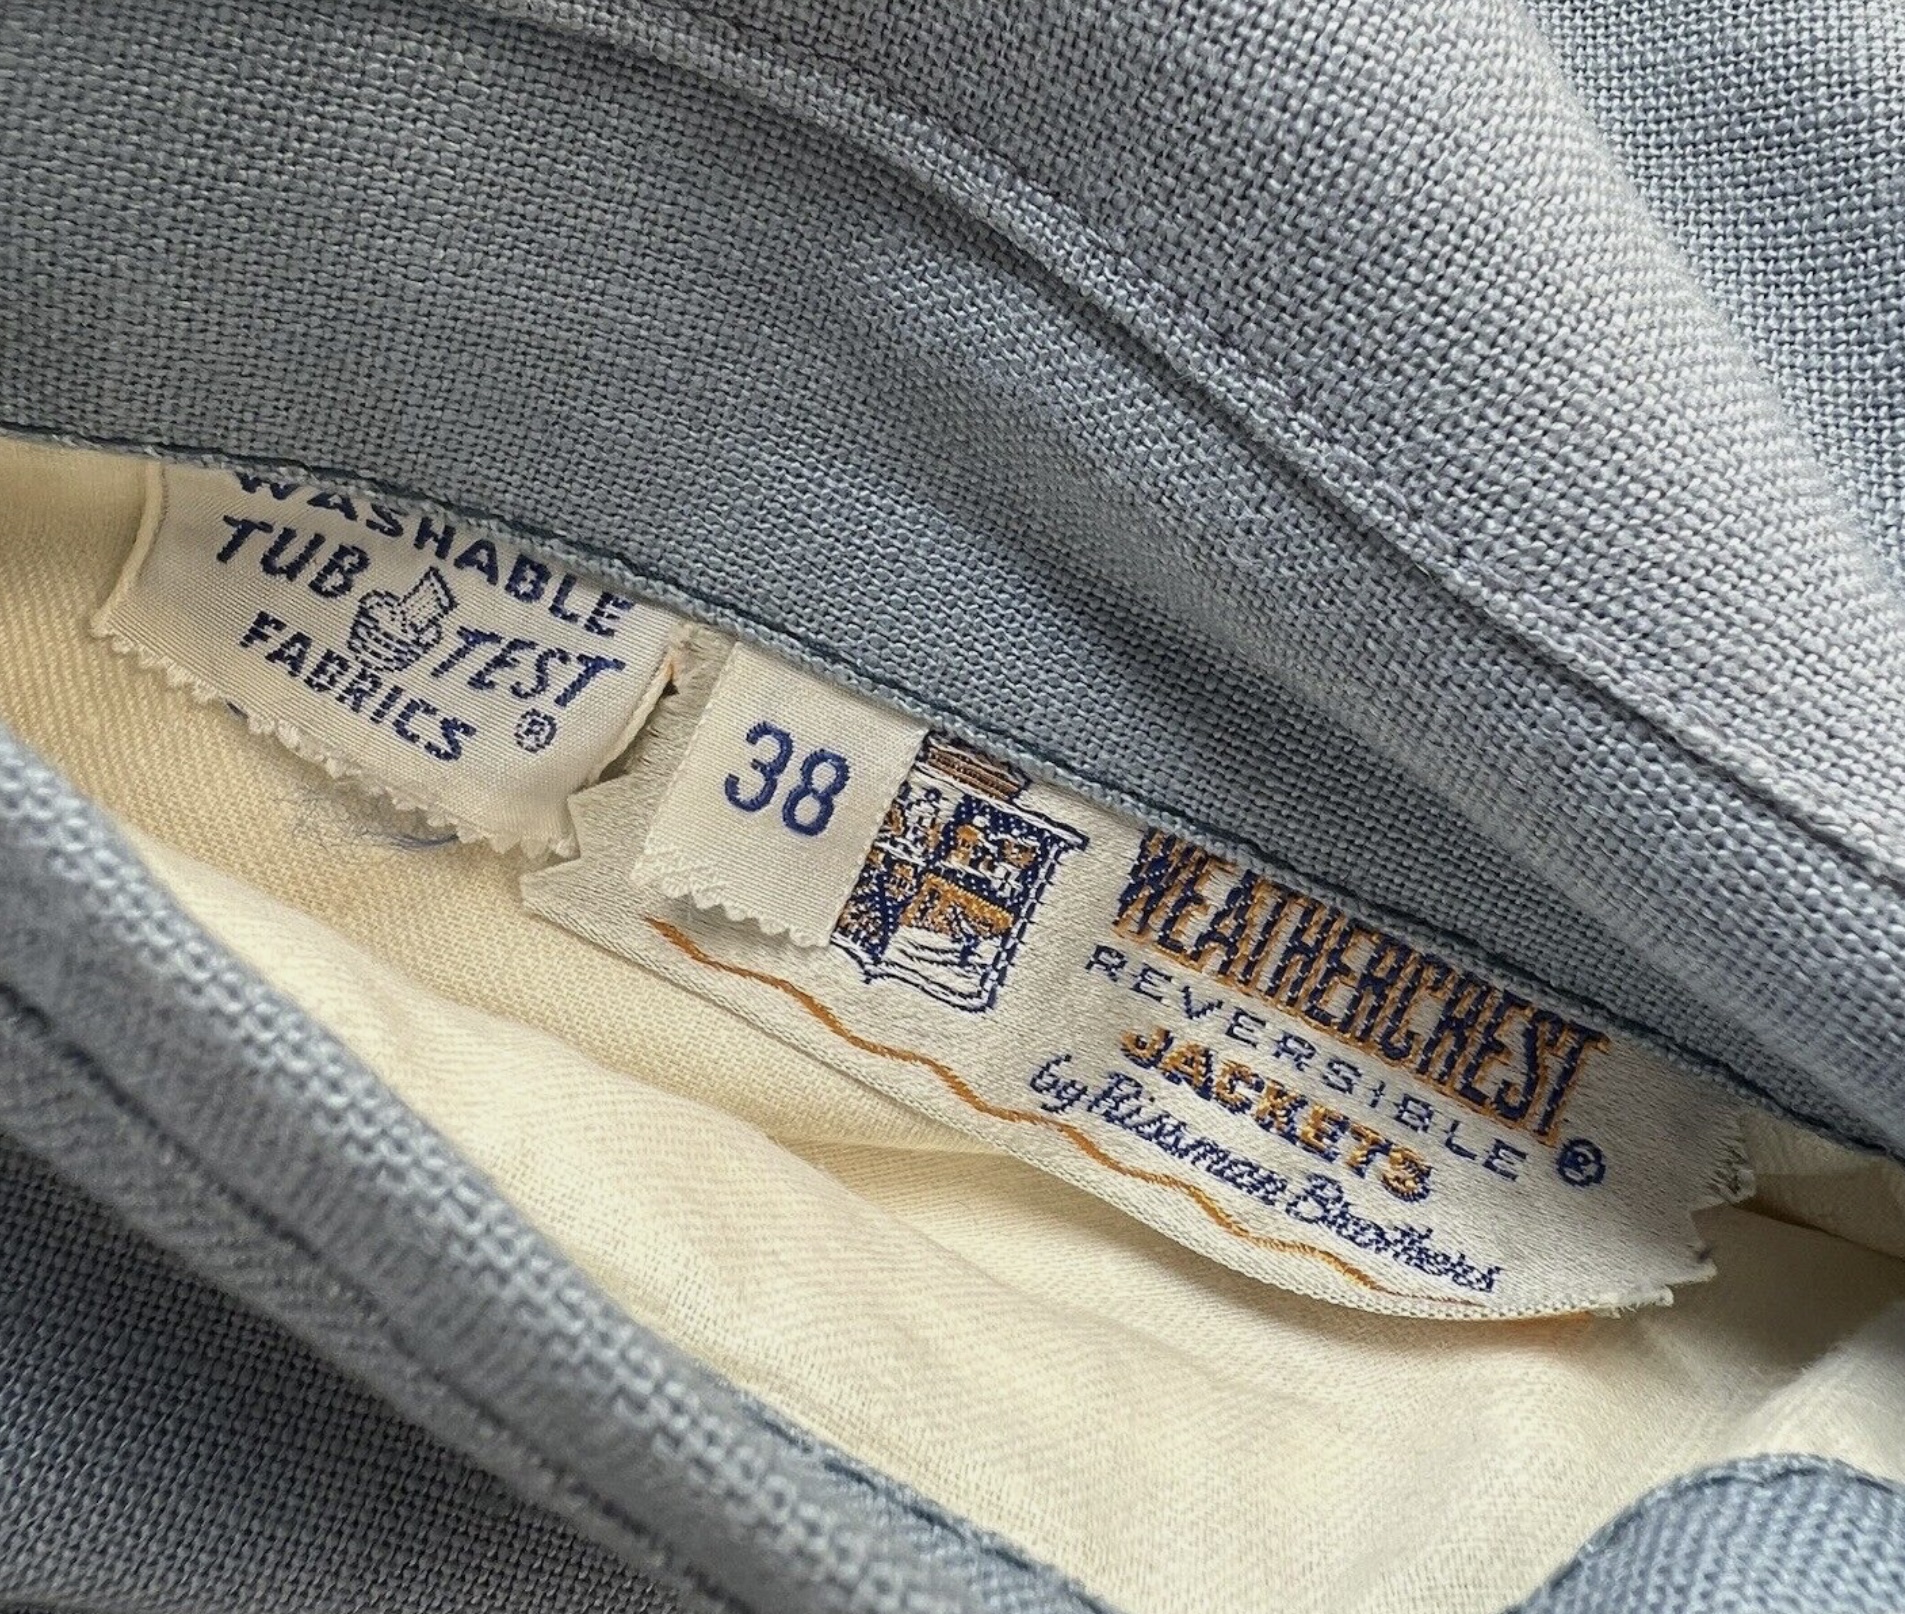 WASHABLE
TUB TEST
FABRICS ®
38
WEATHERCREST
REVERSIBLE ®
JACKETS
by Rissman Brothers